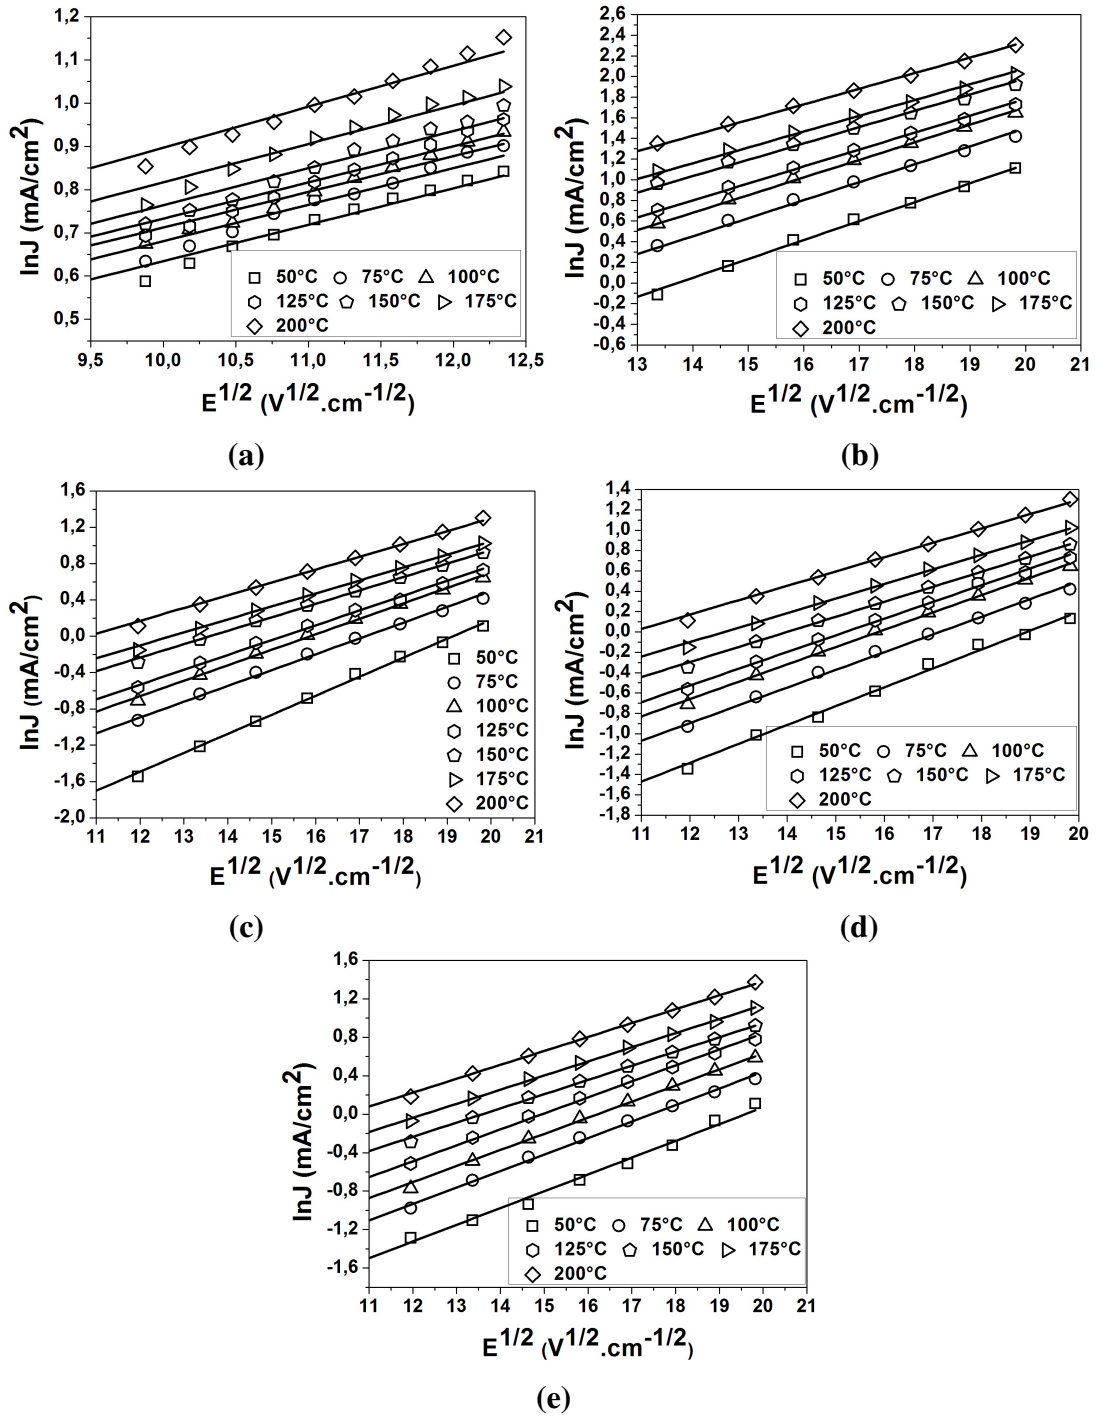 1,2
1,1
1,0
0,9
0,8
0,7
0,6
0,5
lnJ (mA/cm2)
50°C 75°C 100°C
125°C 150°C 175°C
200°C
9,5 10,0 10,5 11,0 11,5 12,0 12,5
E1/2 (V1/2.cm-1/2)
(a)
2,6
2,4
2,2
2,0
1,8
1,6
1,4
1,2
1,0
0,8
0,6
0,4
0,2
0,0
-0,2
-0,4
-0,6
lnJ (mA/cm2)
50°C 75°C 100°C
125°C 150°C 175°C
200°C
13 14 15 16 17 18 19 20 21
E1/2 (V1/2.cm-1/2)
(b)
1,6
1,2
0,8
0,4
0,0
-0,4
-0,8
-1,2
-1,6
-2,0
lnJ (mA/cm2)
50°C
75°C
100°C
125°C
150°C
175°C
200°C
11 12 13 14 15 16 17 18 19 20 21
E1/2 (V1/2.cm-1/2)
(c)
1,4
1,2
1,0
0,8
0,6
0,4
0,2
0,0
-0,2
-0,4
-0,6
-0,8
-1,0
-1,2
-1,4
-1,6
-1,8
lnJ (mA/cm2)
50°C 75°C 100°C
125°C 150°C 175°C
200°C
11 12 13 14 15 16 17 18 19 20
E1/2 (V1/2.cm-1/2)
(d)
1,6
1,2
0,8
0,4
0,0
-0,4
-0,8
-1,2
-1,6
lnJ (mA/cm2)
50°C 75°C 100°C
125°C 150°C 175°C
200°C
11 12 13 14 15 16 17 18 19 20 21
E1/2 (V1/2.cm-1/2)
(e)